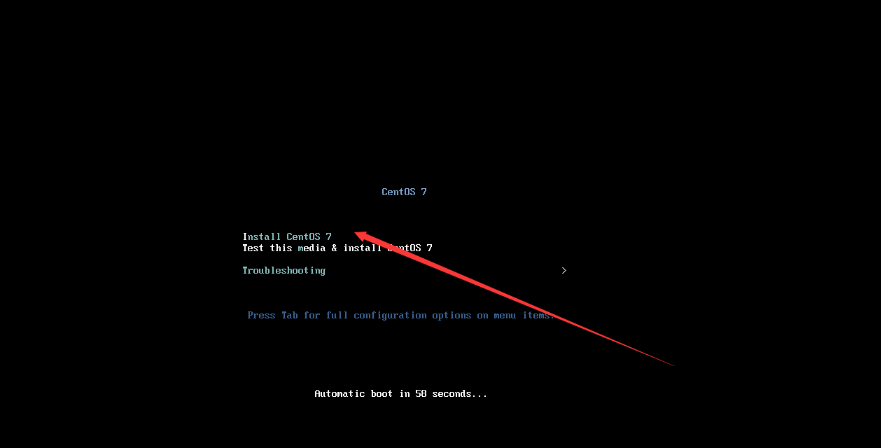 CentOS 7
Install CentOS 7
Test this media & install CentOS 7
Troubleshooting >
Press Tab for full configuration options on menu items.
Automatic boot in 58 seconds...